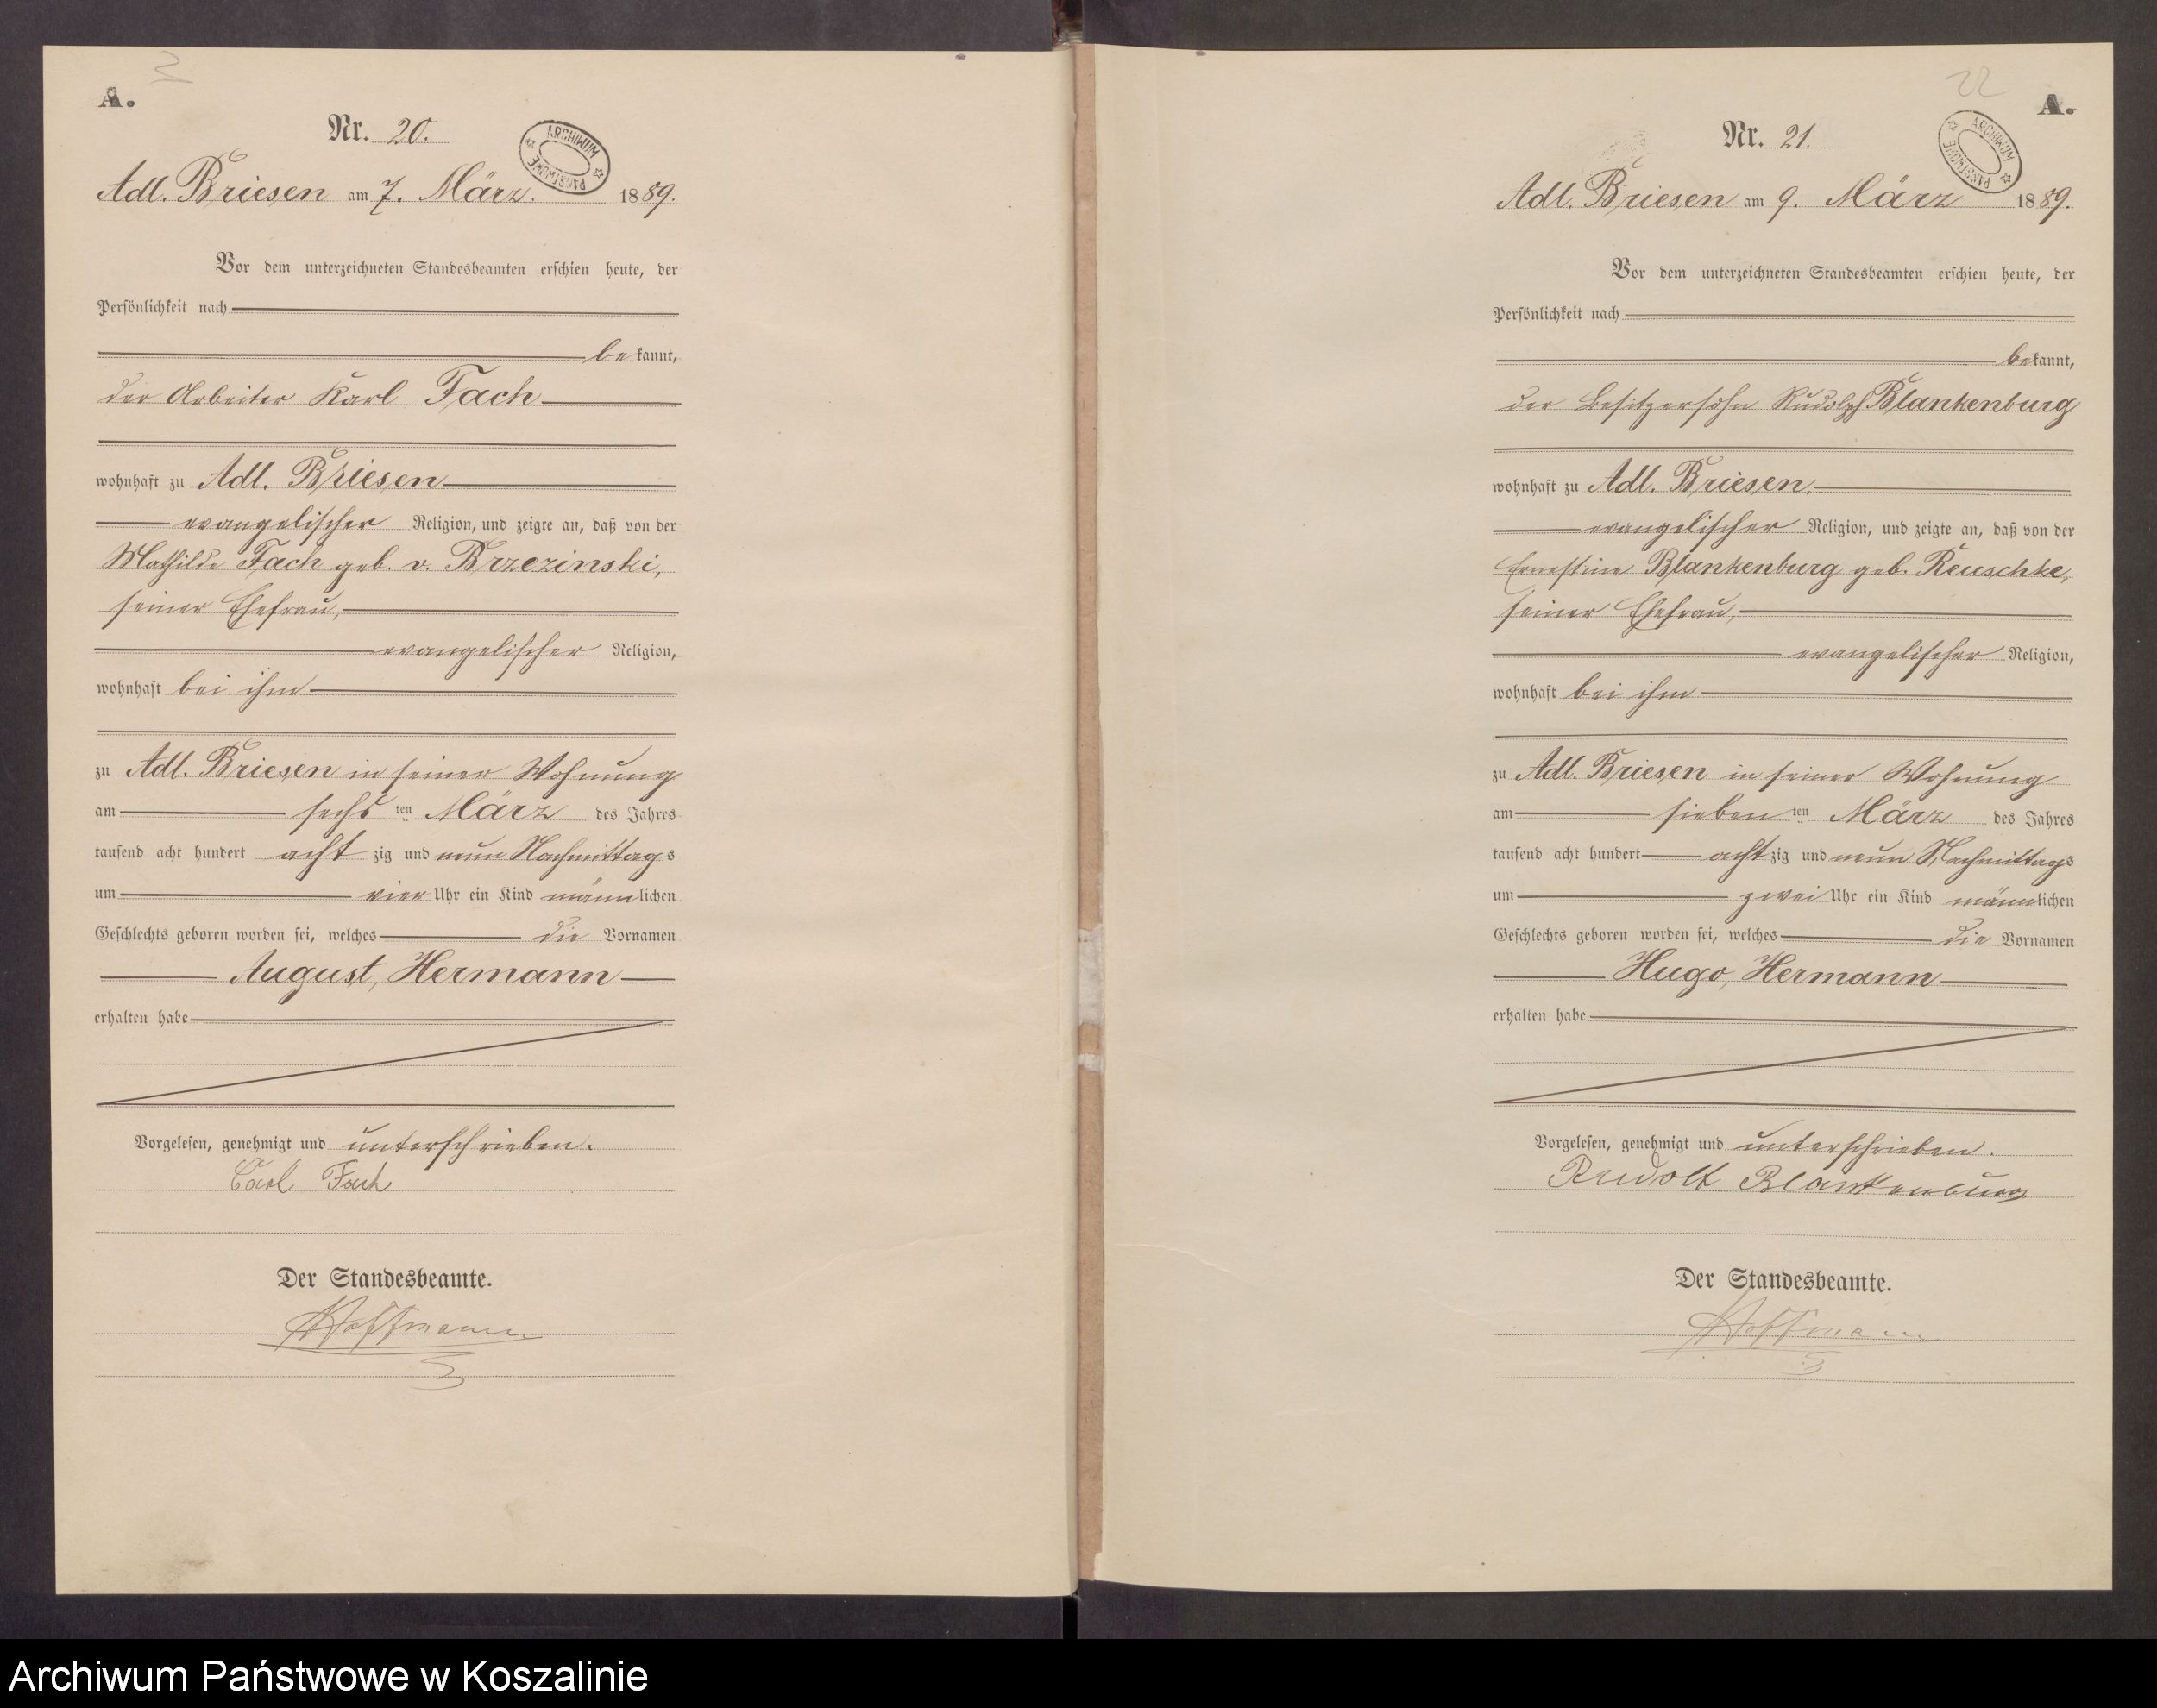 A.
Nr. 20.
ARCHIWUM PAŃSTWOWE
Adl. Briesen am 7. März. 1889.
Vor dem unterzeichneten Standesbeamten erschien heute, der
Persönlichkeit nach
bekannt,
der Arbeiter Karl Fach
wohnhaft zu Adl. Briesen
evangelischer Religion, und zeigte an, daß von der
Mathilde Fach geb. v. Brzezinski,
seiner Ehefrau,
evangelischer Religion,
wohnhaft bei ihm
zu Adl. Briesen in seiner Wohnung
am sechsten März des Jahres
tausend acht hundert achtzig und neun Nachmittags
um vier Uhr ein Kind männlichen
Geschlechts geboren worden sei, welches die Vornamen
August, Hermann
erhalten habe
Vorgelesen, genehmigt und unterschrieben.
Carl Fach
Der Standesbeamte.
Hoffmann
22
A.
Nr. 21.
ARCHIWUM PAŃSTWOWE
Adl. Briesen am 9. März 1889.
Vor dem unterzeichneten Standesbeamten erschien heute, der
Persönlichkeit nach
bekannt,
der Besitzersohn Rudolph Blankenburg
wohnhaft zu Adl. Briesen.
evangelischer Religion, und zeigte an, daß von der
Ernestine Blankenburg geb. Reuschke,
seiner Ehefrau,
evangelischer Religion,
wohnhaft bei ihm
zu Adl. Briesen in seiner Wohnung
am siebenten März des Jahres
tausend acht hundert achtzig und neun Nachmittags
um zwei Uhr ein Kind männlichen
Geschlechts geboren worden sei, welches die Vornamen
Hugo, Hermann
erhalten habe
Vorgelesen, genehmigt und unterschrieben.
Rudolf Blankenburg
Der Standesbeamte.
Hoffmann
Archiwum Państwowe w Koszalinie